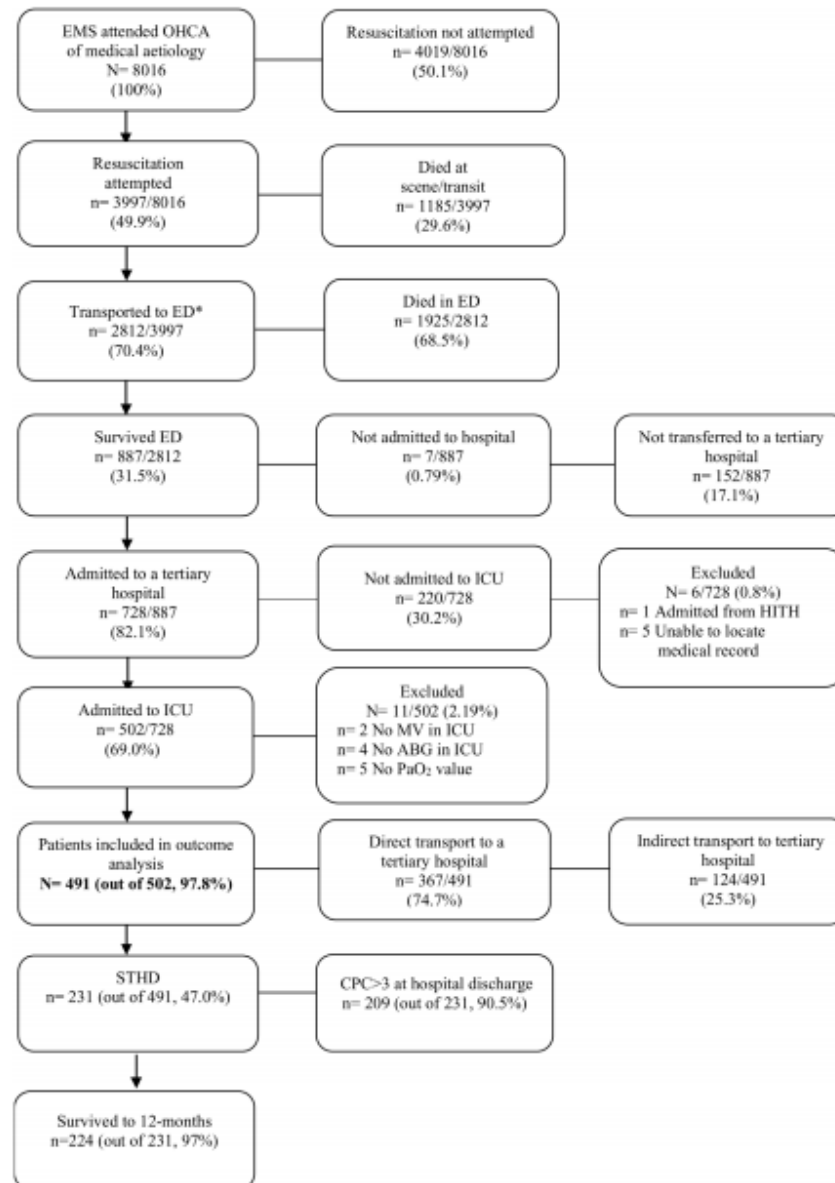 EMS attended OHCA
of medical aetiology
N= 8016
(100%)
Resuscitation not attempted
n= 4019/8016
(50.1%)
Resuscitation
attempted
n= 3997/8016
(49.9%)
Died at
scene/transit
n= 1185/3997
(29.6%)
Transported to ED*
n= 2812/3997
(70.4%)
Died in ED
n= 1925/2812
(68.5%)
Survived ED
n= 887/2812
(31.5%)
Not admitted to hospital
n= 7/887
(0.79%)
Not transferred to a tertiary
hospital
n= 152/887
(17.1%)
Admitted to a tertiary
hospital
n= 728/887
(82.1%)
Not admitted to ICU
n= 220/728
(30.2%)
Excluded
N= 6/728 (0.8%)
n= 1 Admitted from HITH
n= 5 Unable to locate
medical record
Admitted to ICU
n= 502/728
(69.0%)
Excluded
N= 11/502 (2.19%)
n= 2 No MV in ICU
n= 4 No ABG in ICU
n= 5 No PaO₂ value
Patients included in outcome
analysis
N= 491 (out of 502, 97.8%)
Direct transport to a
tertiary hospital
n= 367/491
(74.7%)
Indirect transport to tertiary
hospital
n= 124/491
(25.3%)
STHD
n= 231 (out of 491, 47.0%)
CPC>3 at hospital discharge
n= 209 (out of 231, 90.5%)
Survived to 12-months
n=224 (out of 231, 97%)